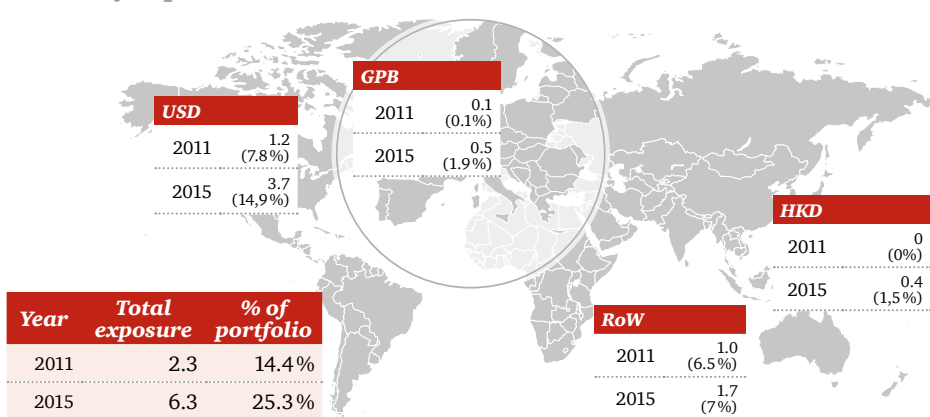 GPB
2011 0.1
(0.1%)
2015 0.5
(1.9%)
USD
2011 1.2
(7.8%)
2015 3.7
(14,9%)
HKD
2011 0
(0%)
2015 0.4
(1,5%)
Year Total exposure % of portfolio
2011 2.3 14.4%
2015 6.3 25.3%
RoW
2011 1.0
(6.5%)
2015 1.7
(7%)